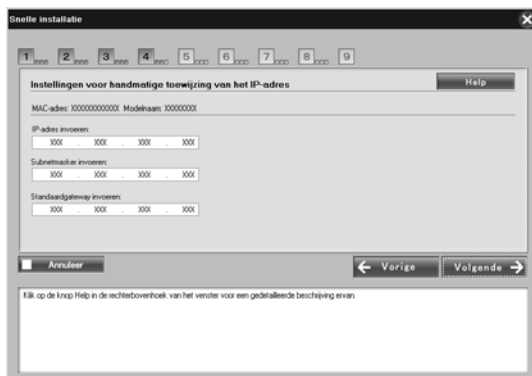 Snelle installatie
1 2 3 4 5 6 7 8 9
Instellingen voor handmatige toewijzing van het IP-adres
Help
MAC-adres: XXXXXXXXXXXX Modelnaam: XXXXXXXX
IP-adres invoeren:
XXX . XXX . XXX . XXX
Subnetmasker invoeren:
XXX . XXX . XXX . XXX
Standaardgateway invoeren:
XXX . XXX . XXX . XXX
Annuleer
Vorige
Volgende
Klik op de knop Help in de rechterbovenhoek van het venster voor een gedetailleerde beschrijving ervan.